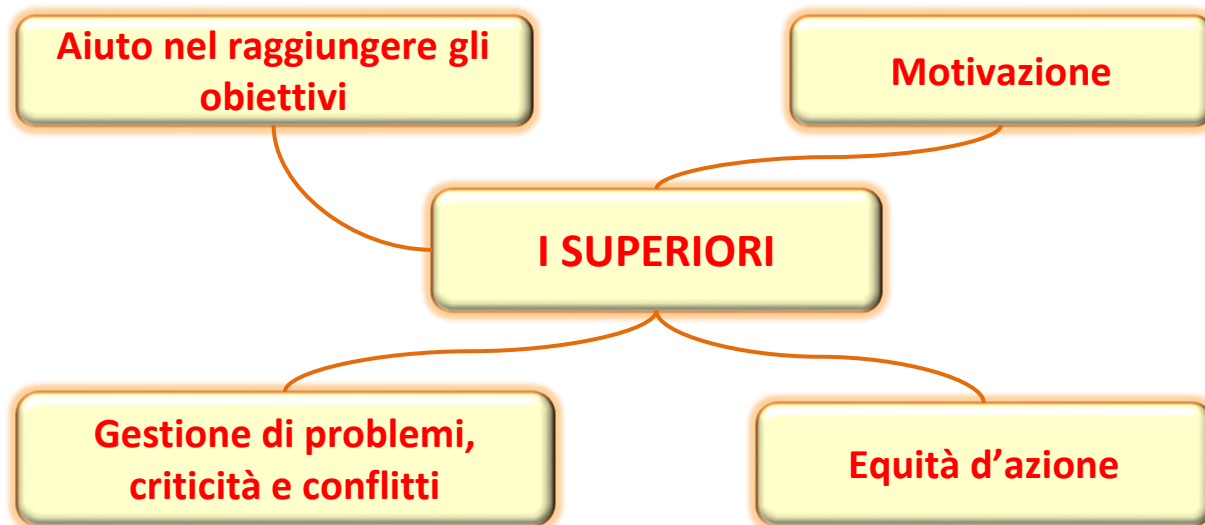 Aiuto nel raggiungere gli
obiettivi
Motivazione
I SUPERIORI
Gestione di problemi,
criticità e conflitti
Equità d’azione